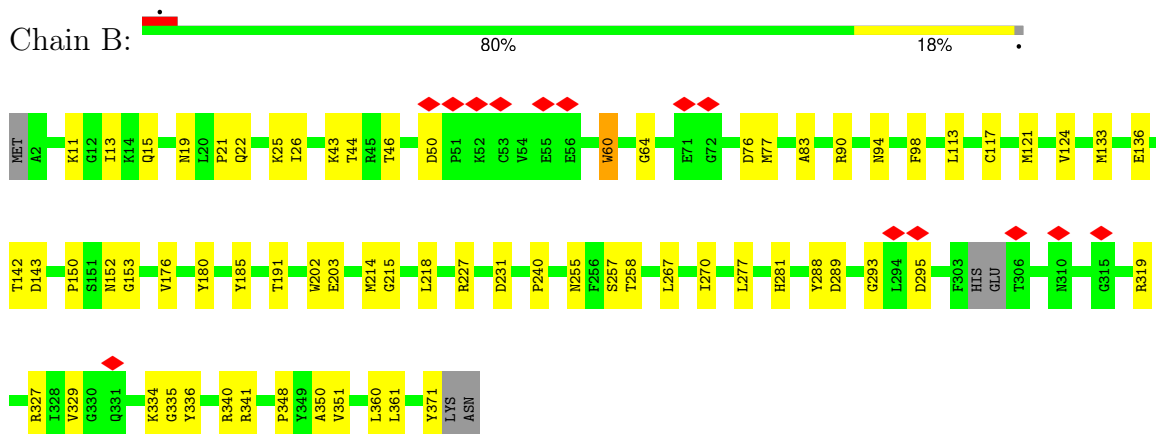 Chain B:
80% 18%
MET A2 K11 G12 I13 K14 Q15 N19 L20 P21 Q22 K25 I26 K43 T44 R45 T46 D50 P51 K52 C53 V54 E55 E56 W60 G64 E71 G72 D76 M77 A83 R90 N94 F98 L113 C117 M121 V124 M133 E136
T142 D143 P150 S151 N152 G153 V176 Y180 Y185 T191 W202 E203 M214 G215 L218 R227 D231 P240 N255 F256 S257 T258 L267 I270 L277 H281 Y288 D289 G293 L294 D295 F303 HIS GLU T306 N310 G315 R319
R327 I328 V329 G330 Q331 K334 G335 Y336 R340 R341 P348 Y349 A350 V351 L360 L361 Y371 LYS ASN